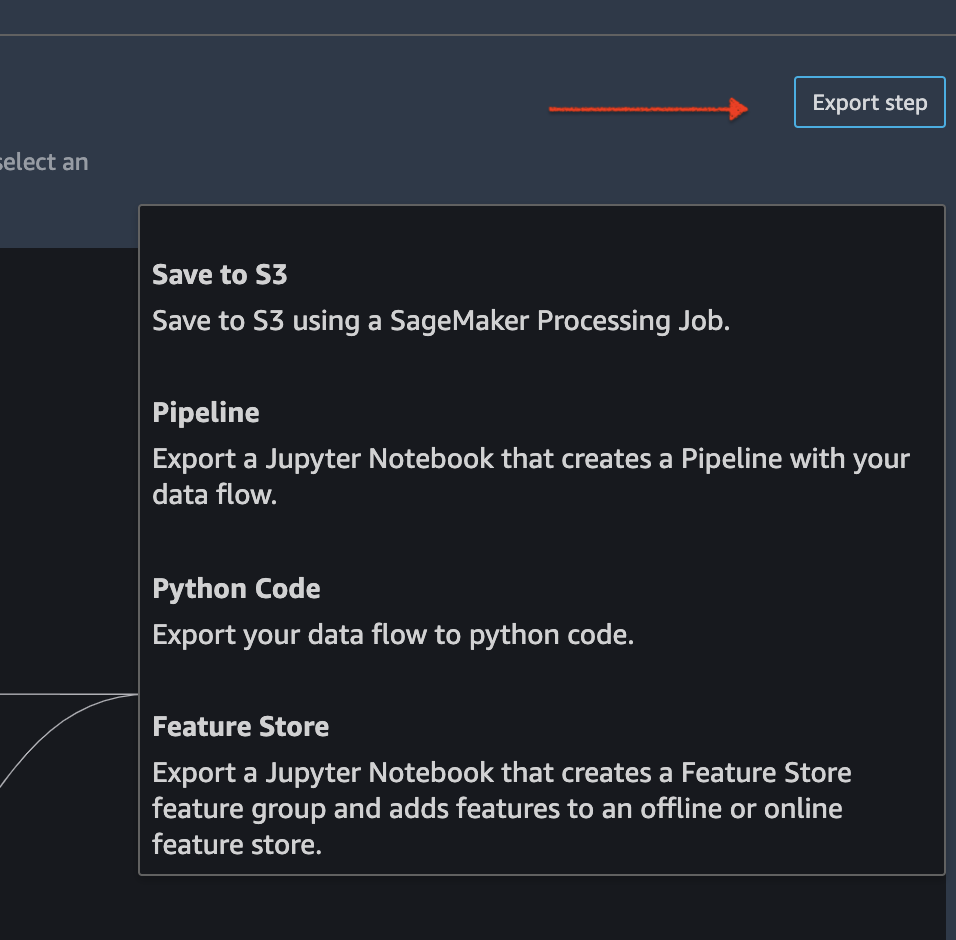 Export step
select an
Save to S3
Save to S3 using a SageMaker Processing Job.
Pipeline
Export a Jupyter Notebook that creates a Pipeline with your
data flow.
Python Code
Export your data flow to python code.
Feature Store
Export a Jupyter Notebook that creates a Feature Store
feature group and adds features to an offline or online
feature store.